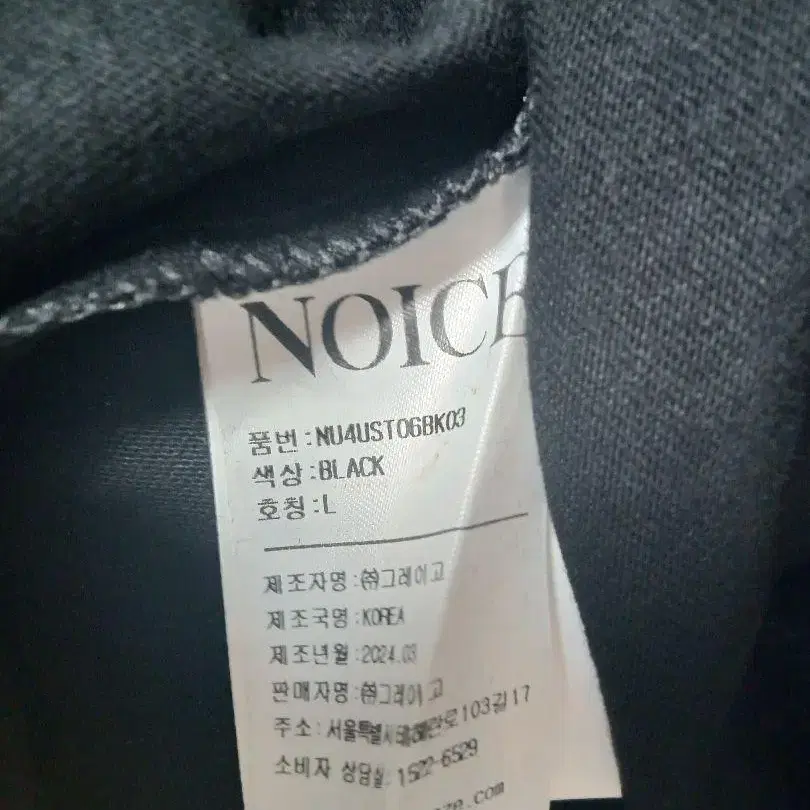 NOICE
품번:NU4UST06BK03
색상:BLACK
호칭:L
제조자명:㈜그레이고
제조국명:KOREA
제조년월:2024.03
판매자명:㈜그레이고
주소:서울특별시 테헤란로103길17
소비자 상담실:1522-6529
.com